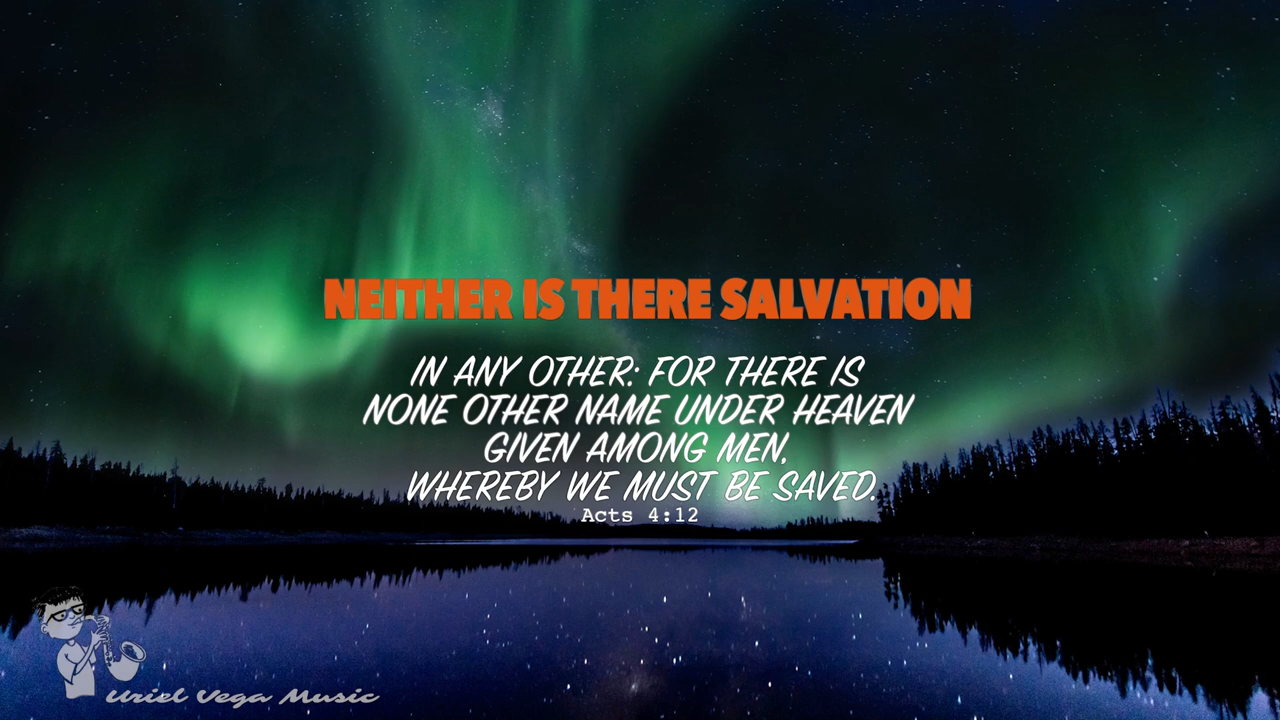 NEITHER IS THERE SALVATION
IN ANY OTHER: FOR THERE IS
NONE OTHER NAME UNDER HEAVEN
GIVEN AMONG MEN,
WHEREBY WE MUST BE SAVED.
Acts 4:12
Uriel Vega Music